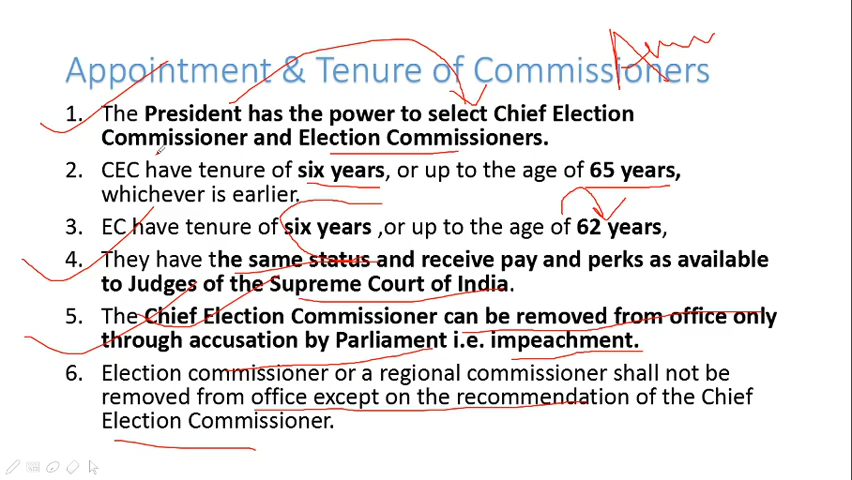 Appointment & Tenure of Commissioners
1. The President has the power to select Chief Election
Commissioner and Election Commissioners.
2. CEC have tenure of six years, or up to the age of 65 years,
whichever is earlier.
3. EC have tenure of six years ,or up to the age of 62 years,
4. They have the same status and receive pay and perks as available
to Judges of the Supreme Court of India.
5. The Chief Election Commissioner can be removed from office only
through accusation by Parliament i.e. impeachment.
6. Election commissioner or a regional commissioner shall not be
removed from office except on the recommendation of the Chief
Election Commissioner.